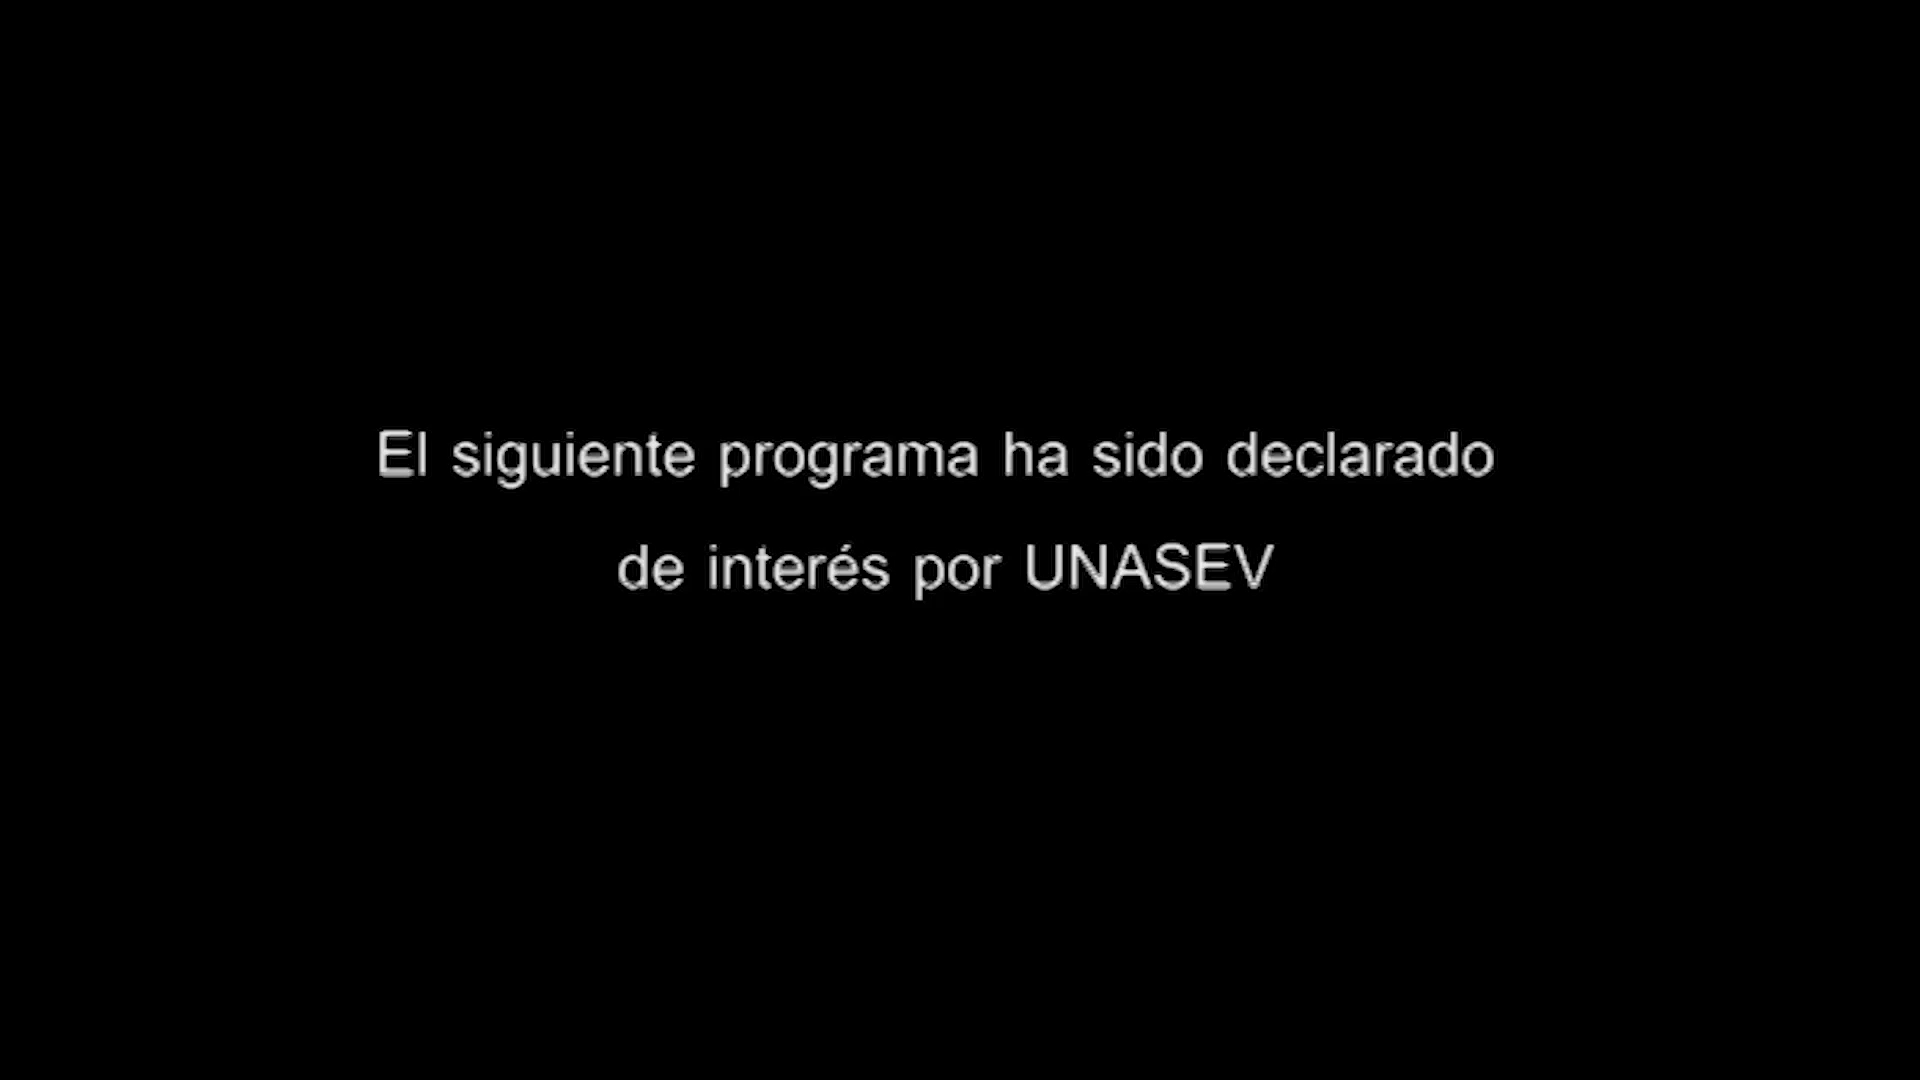 El siguiente programa ha sido declarado
de interés por UNASEV